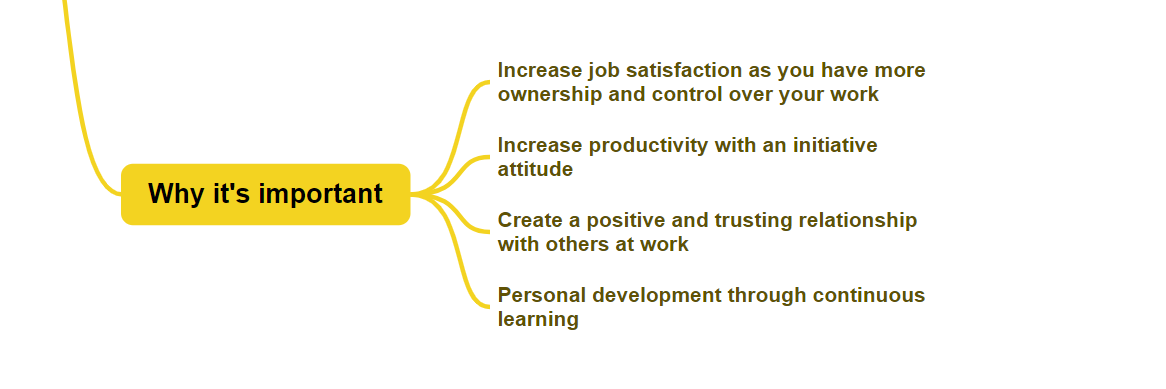 Increase job satisfaction as you have more
ownership and control over your work
Increase productivity with an initiative
attitude
Why it's important
Create a positive and trusting relationship
with others at work
Personal development through continuous
learning